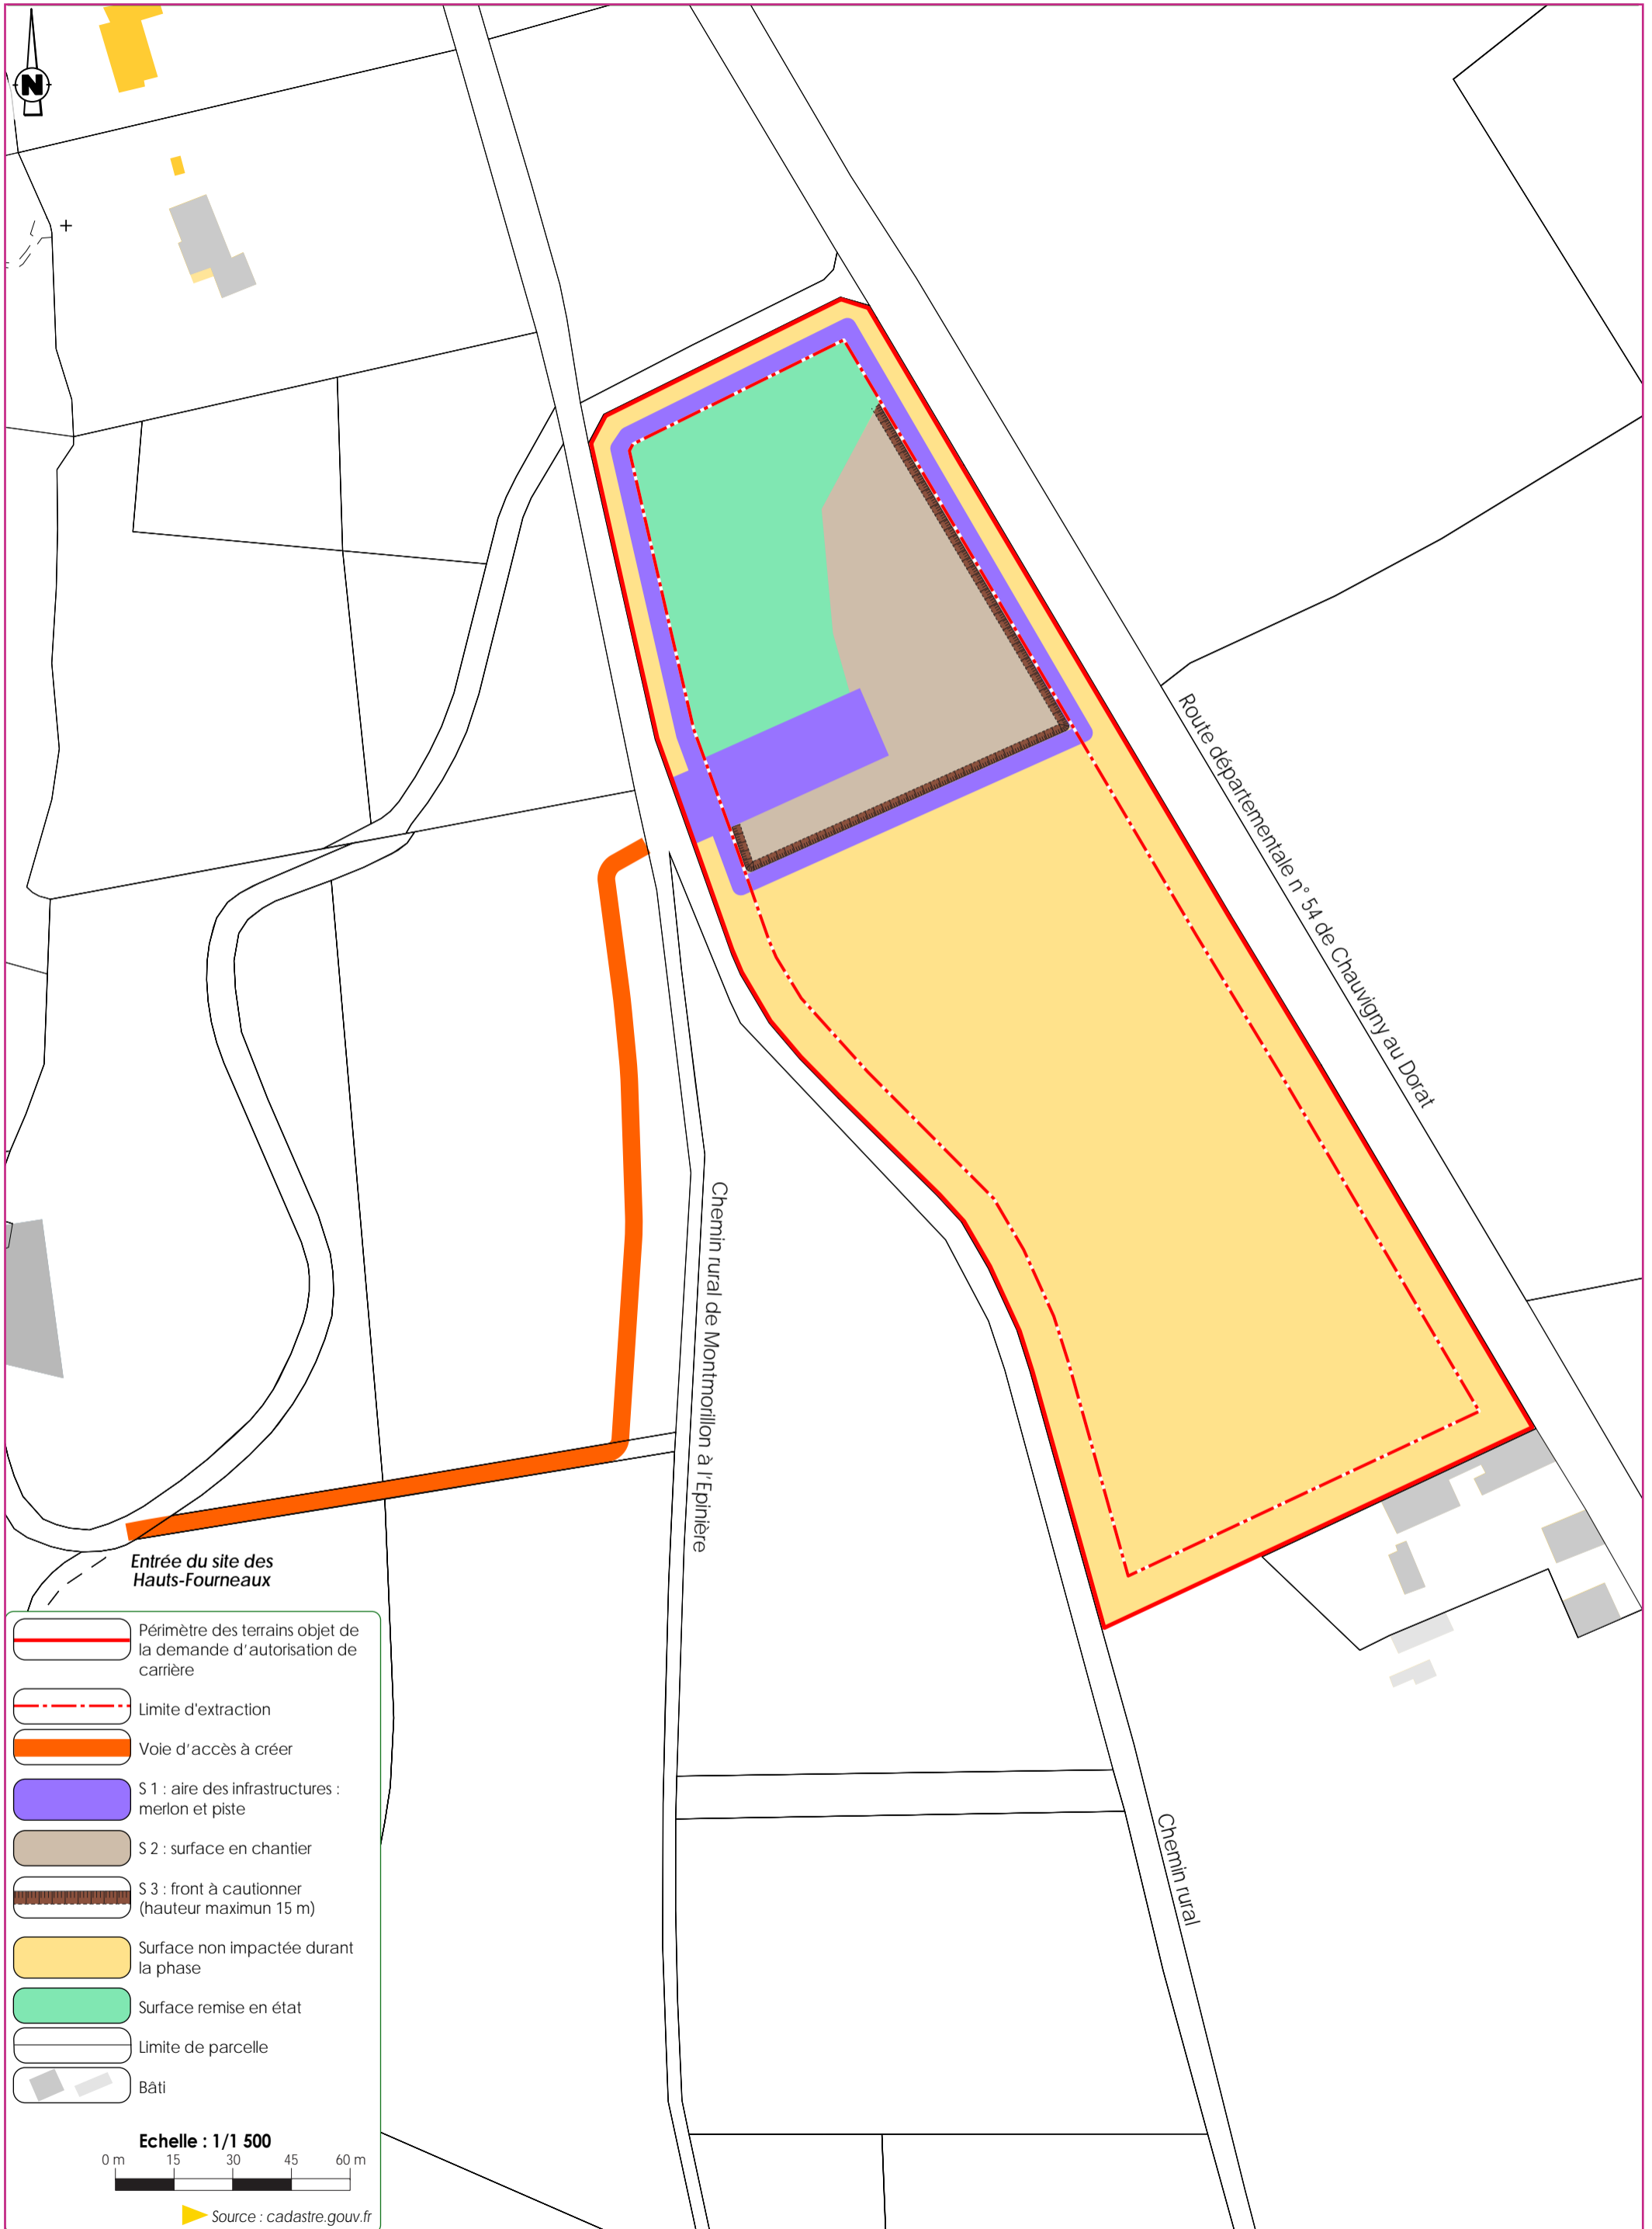 N
Route départementale n° 54 de Chauvigny au Dorat
Chemin rural de Montmorillon à l'Epinière
Chemin rural
Entrée du site des
Hauts-Fourneaux
Périmètre des terrains objet de
la demande d'autorisation de
carrière
Limite d'extraction
Voie d'accès à créer
S 1 : aire des infrastructures :
merlon et piste
S 2 : surface en chantier
S 3 : front à cautionner
(hauteur maximun 15 m)
Surface non impactée durant
la phase
Surface remise en état
Limite de parcelle
Bâti
Echelle : 1/1 500
0 m 15 30 45 60 m
Source : cadastre.gouv.fr